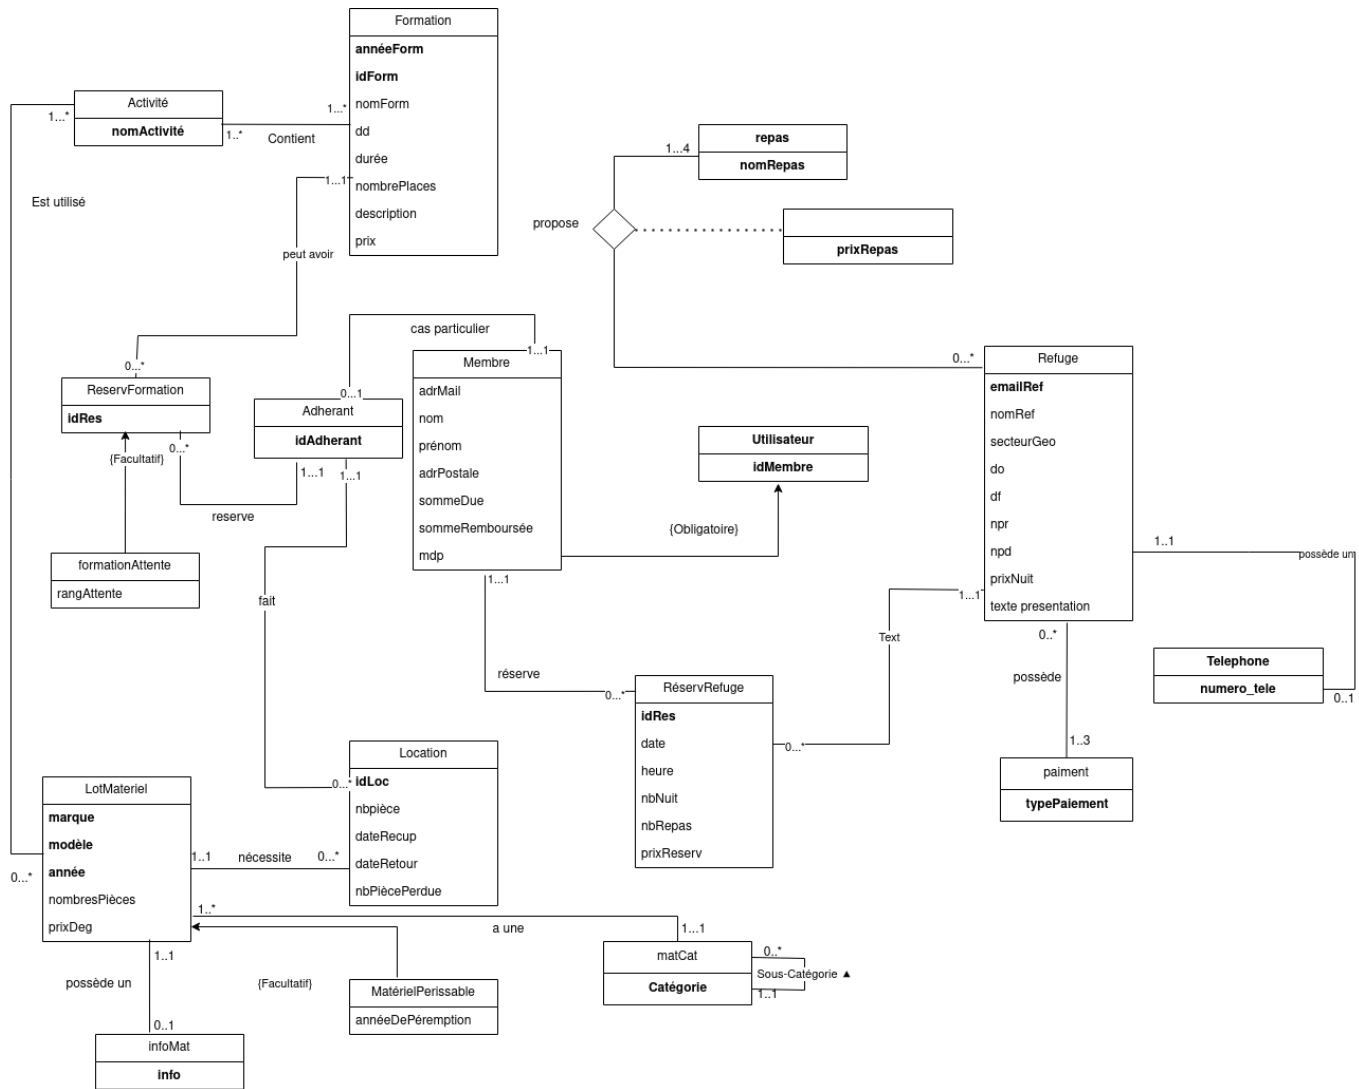 Formation
annéeForm
idForm
nomForm
dd
durée
nombrePlaces
description
prix
1...*
1...1
Activité
nomActivité
1...*
1..*
Contient
Est utilisé
peut avoir
0...*
ReservFormation
idRes
{Facultatif}
0...*
reserve
formationAttente
rangAttente
cas particulier
1...1
0...1
Adherant
idAdherant
1...1
1...1
fait
Membre
adrMail
nom
prénom
adrPostale
sommeDue
sommeRemboursée
mdp
1...1
réserve
0...*
{Obligatoire}
Utilisateur
idMembre
repas
nomRepas
1...4
propose
prixRepas
0...*
Refuge
emailRef
nomRef
secteurGeo
do
df
npr
npd
prixNuit
texte presentation
1...1
Text
0...*
1...1
possède un
Telephone
numero_tele
0..1
0..*
possède
1..3
paiment
typePaiement
RéservRefuge
idRes
date
heure
nbNuit
nbRepas
prixReserv
Location
idLoc
nbpièce
dateRecup
dateRetour
nbPiècePerdue
0...*
LotMateriel
marque
modèle
année
nombresPièces
prixDeg
0...*
1..1
nécessite
0...*
1..*
a une
1...1
matCat
Catégorie
0..*
Sous-Catégorie ▲
1..1
1..1
possède un
0..1
{Facultatif}
MatérielPerissable
annéeDePéremption
infoMat
info